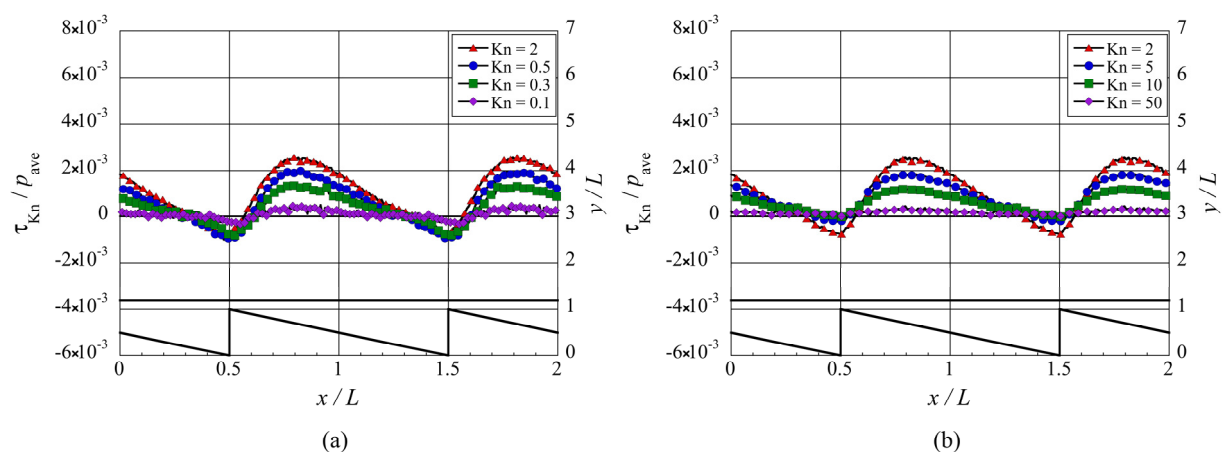 8×10⁻³
6×10⁻³
4×10⁻³
2×10⁻³
0
-2×10⁻³
-4×10⁻³
-6×10⁻³
τKn / pave
7
6
5
4
3
2
1
0
y / L
Kn = 2
Kn = 0.5
Kn = 0.3
Kn = 0.1
0 0.5 1 1.5 2
x / L
(a)
8×10⁻³
6×10⁻³
4×10⁻³
2×10⁻³
0
-2×10⁻³
-4×10⁻³
-6×10⁻³
τKn / pave
7
6
5
4
3
2
1
0
y / L
Kn = 2
Kn = 5
Kn = 10
Kn = 50
0 0.5 1 1.5 2
x / L
(b)